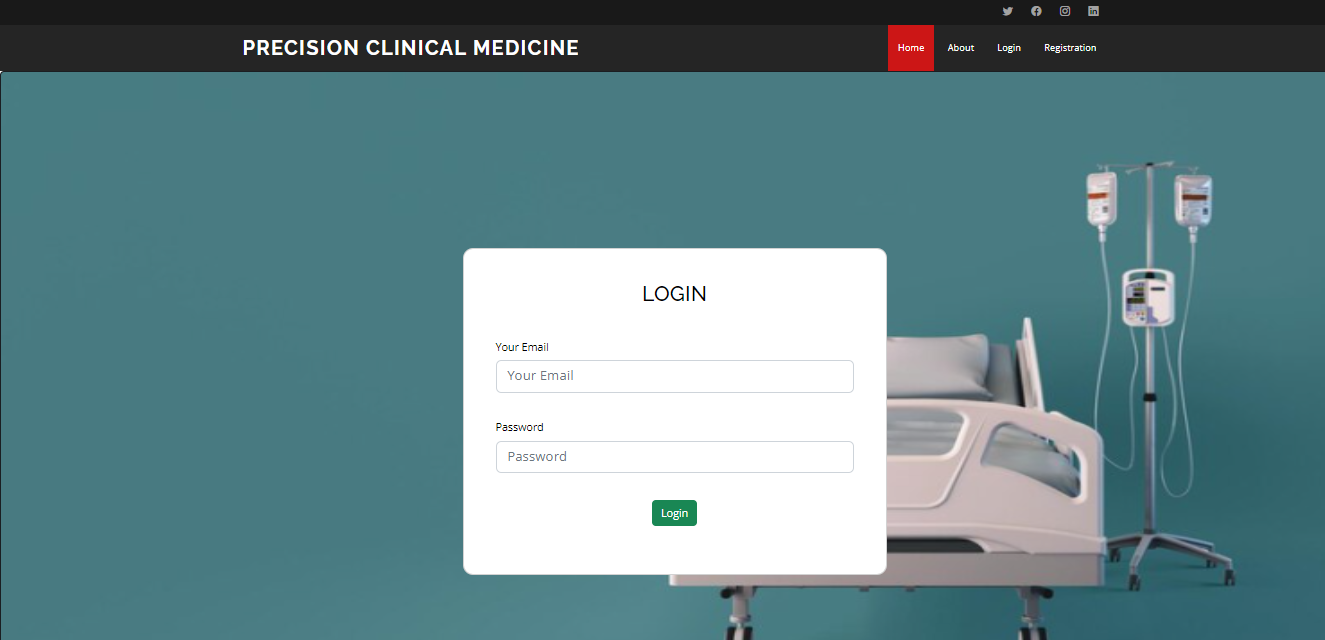 PRECISION CLINICAL MEDICINE
Home About Login Registration
LOGIN
Your Email
Your Email
Password
Password
Login